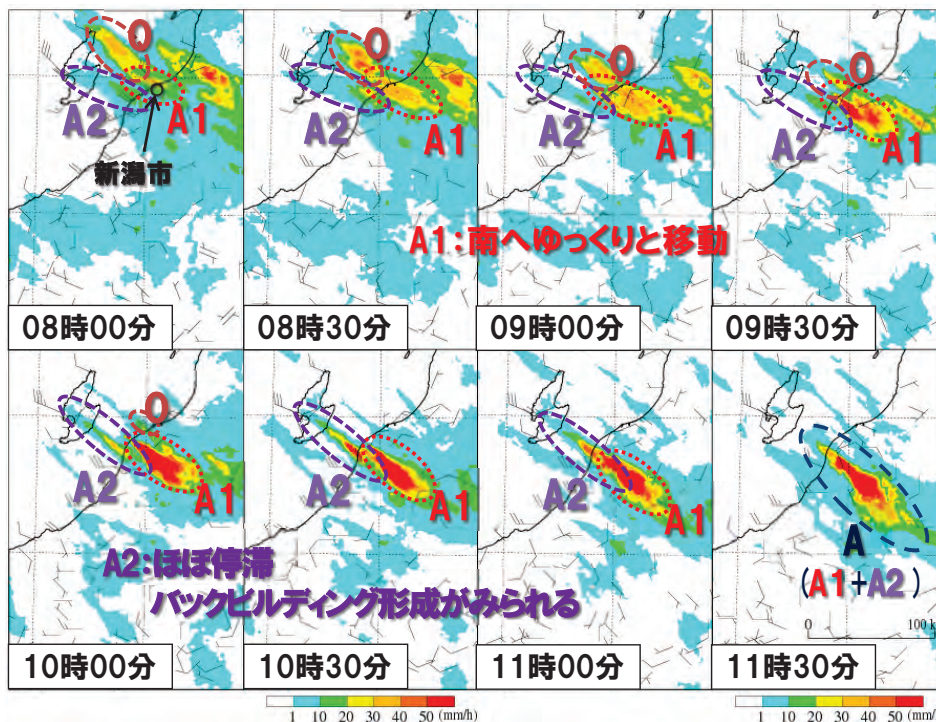 O
A2
A1
新潟市
08時00分
O
A2
A1
08時30分
O
A2
A1
09時00分
O
A2
A1
09時30分
A1:南へゆっくりと移動
O
A2
A1
10時00分
A2
A1
10時30分
A2
A1
11時00分
A
(A1+A2)
0 100 k
11時30分
A2:ほぼ停滞
バックビルディング形成がみられる
1 10 20 30 40 50 (mm/h)
1 10 20 30 40 50 (mm/